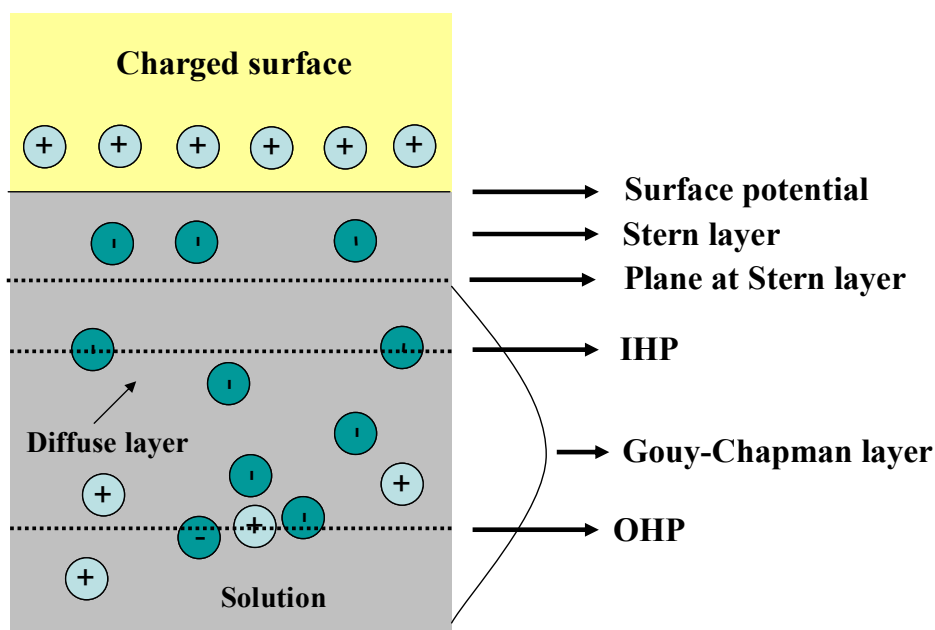 Charged surface
+ + + + + +
Surface potential
- - -
Stern layer
Plane at Stern layer
- -
IHP
-
Diffuse layer
-
Gouy-Chapman layer
-
+ +
- + -
OHP
+
Solution